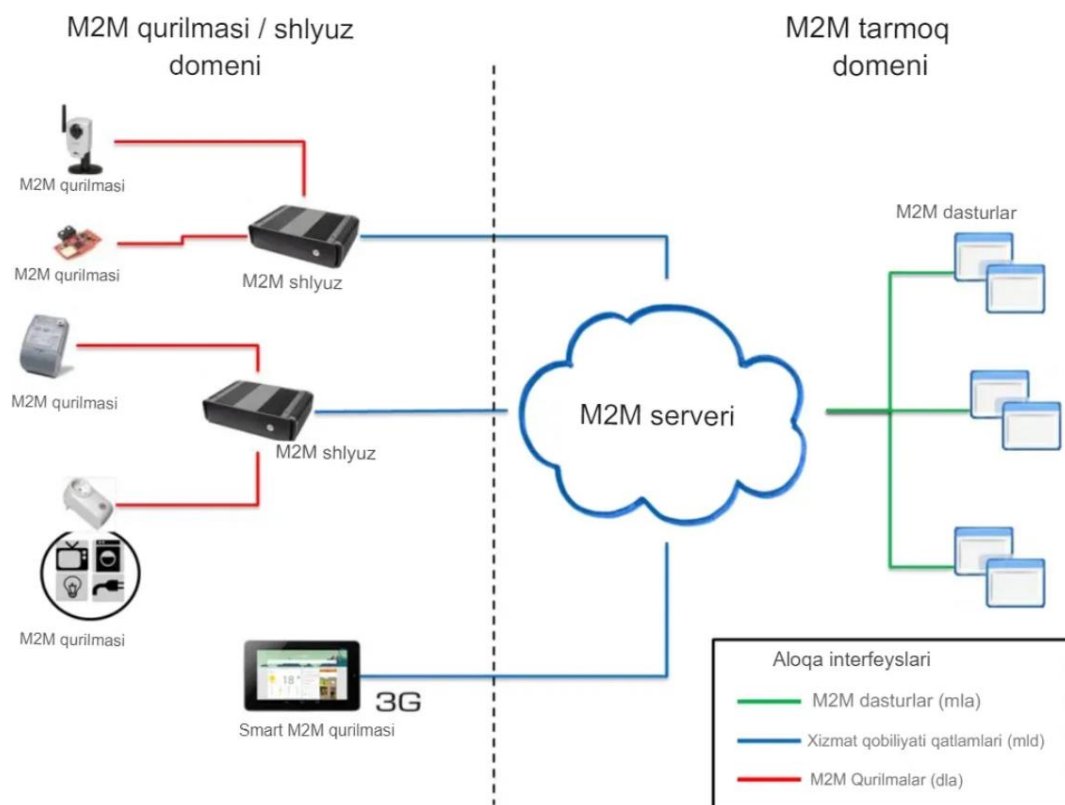 M2M qurilmasi / shlyuz
domeni
M2M tarmoq
domeni
M2M qurilmasi
M2M qurilmasi
M2M shlyuz
M2M dasturlar
M2M qurilmasi
M2M shlyuz
M2M serveri
M2M qurilmasi
18°
3G
Smart M2M qurilmasi
Aloqa interfeyslari
M2M dasturlar (mla)
Xizmat qobiliyati qatlamlari (mld)
M2M Qurilmalar (dla)